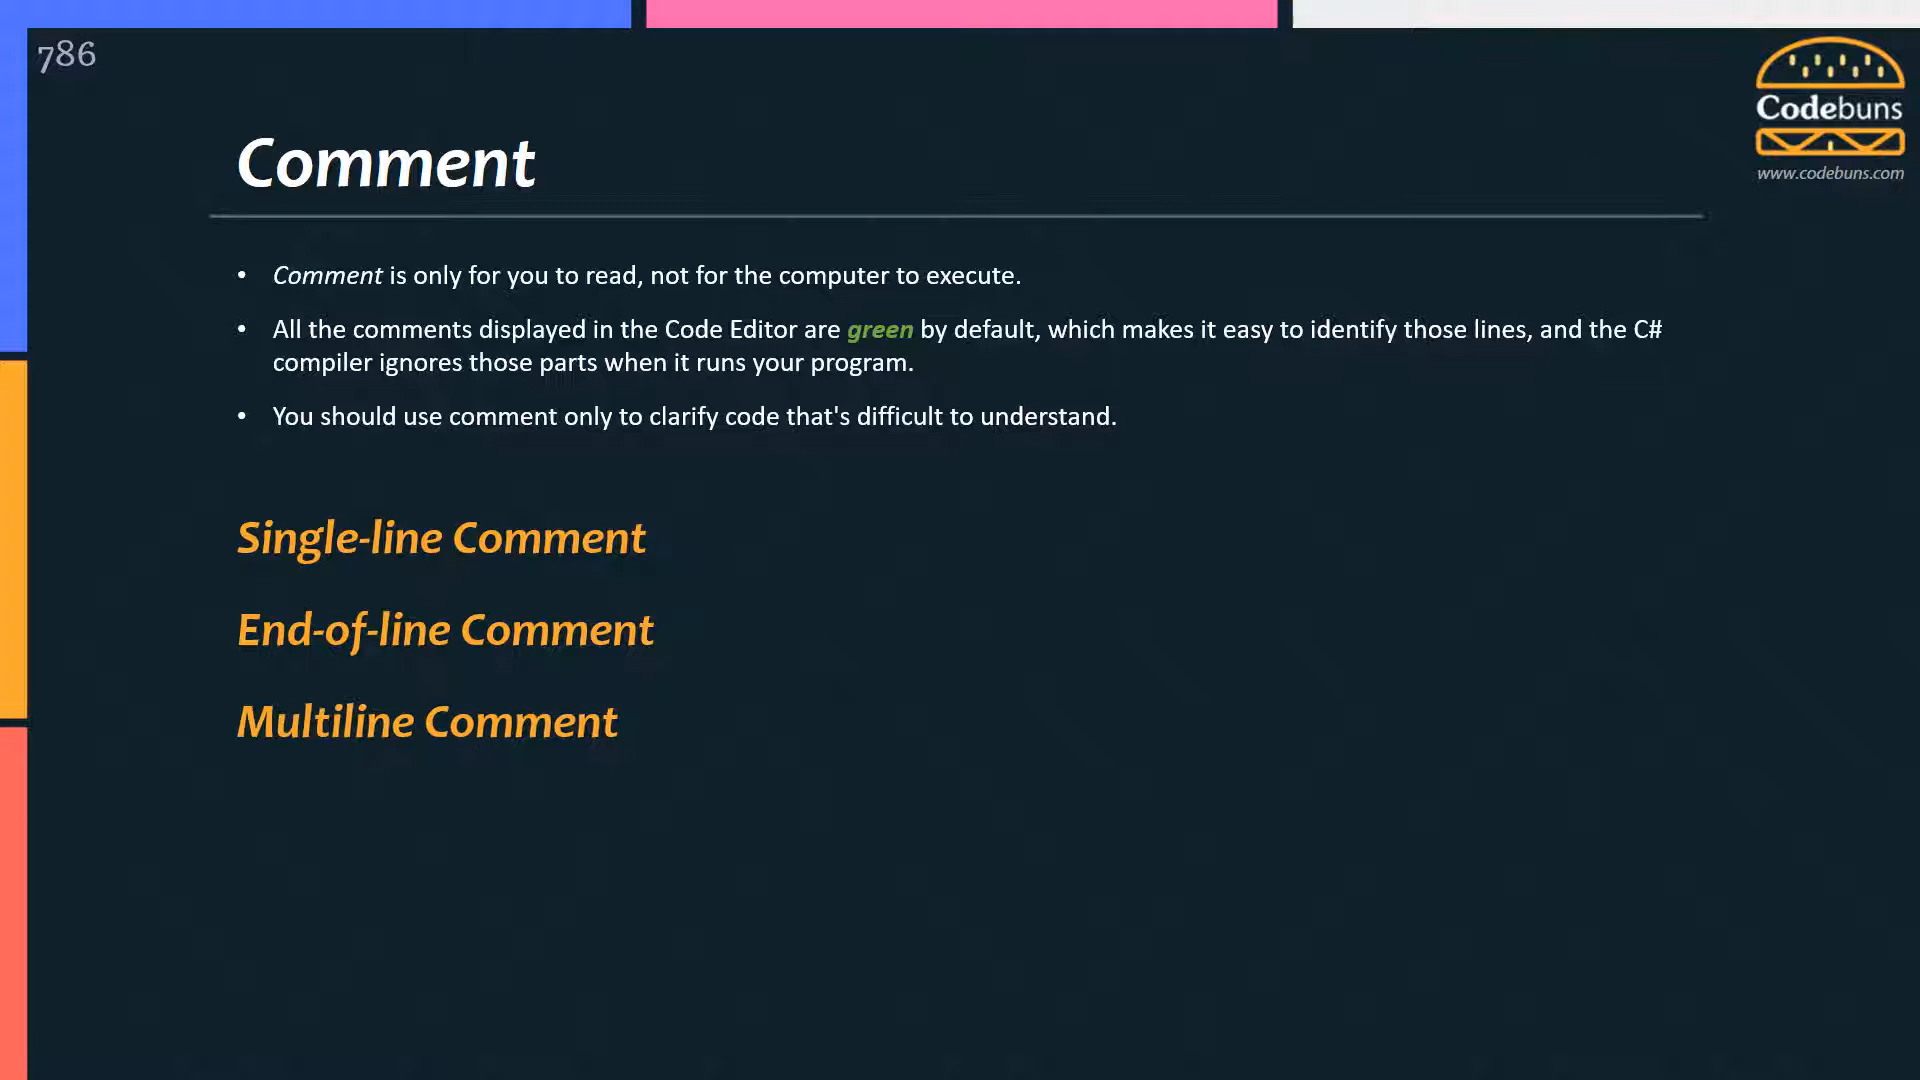 786
Codebuns
www.codebuns.com
Comment
• Comment is only for you to read, not for the computer to execute.
• All the comments displayed in the Code Editor are green by default, which makes it easy to identify those lines, and the C#
compiler ignores those parts when it runs your program.
• You should use comment only to clarify code that's difficult to understand.
Single-line Comment
End-of-line Comment
Multiline Comment